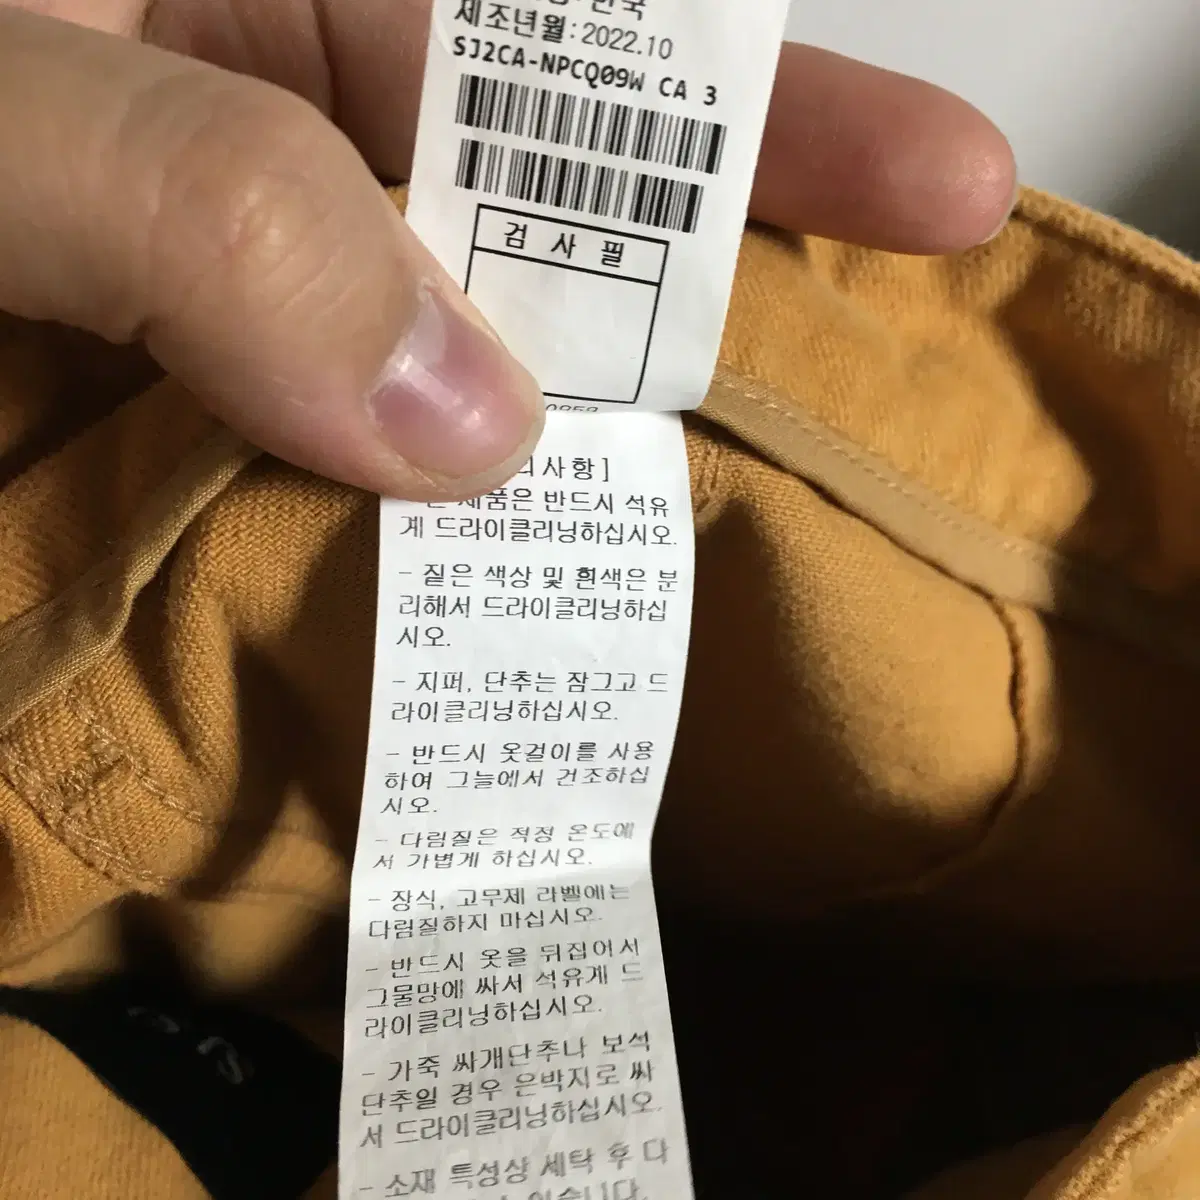 한국
제조년월:2022.10
SJ2CA-NPCQ09W CA 3
검 사 필
사항]
제품은 반드시 석유
계 드라이클리닝하십시오.
- 짙은 색상 및 흰색은 분
리해서 드라이클리닝하십
시오.
- 지퍼, 단추는 잠그고 드
라이클리닝하십시오.
- 반드시 옷걸이를 사용
하여 그늘에서 건조하십
시오.
- 다림질은 적정 온도에
서 가볍게 하십시오.
- 장식, 고무제 라벨에는
다림질하지 마십시오.
- 반드시 옷을 뒤집어서
그물망에 싸서 석유계 드
라이클리닝하십시오.
- 가죽 싸개단추나 보석
단추일 경우 은박지로 싸
서 드라이클리닝하십시오.
- 소재 특성상 세탁 후 다
있습니다.